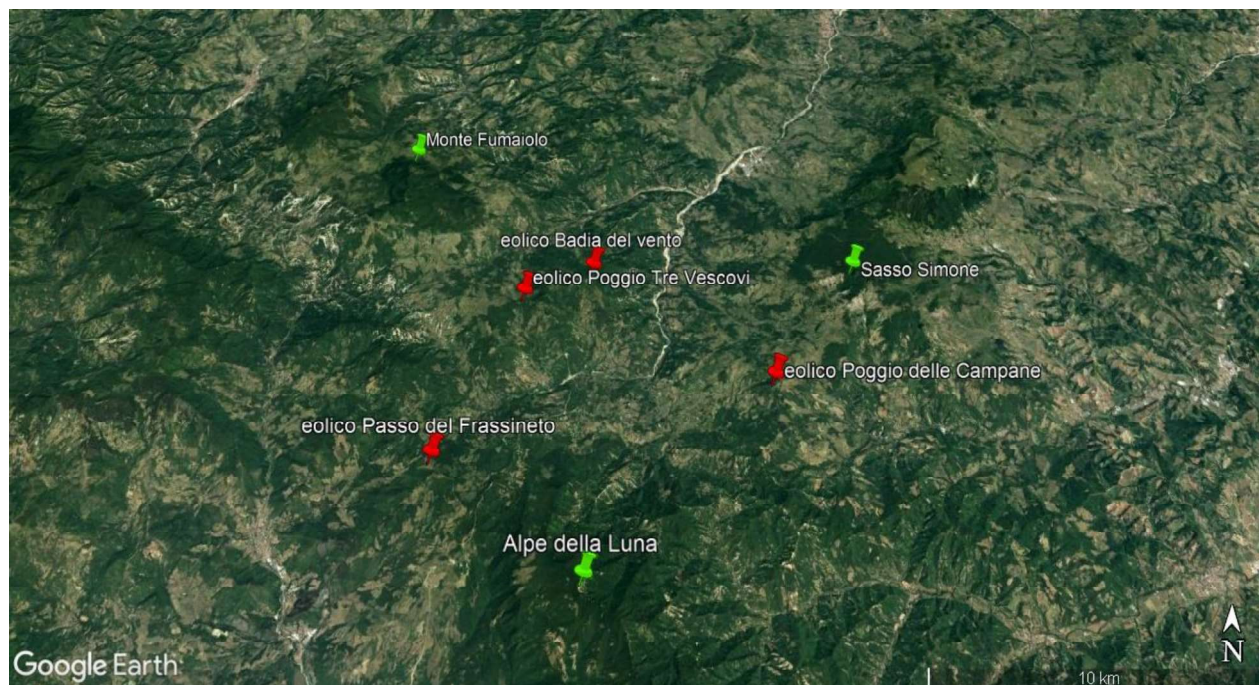 Monte Fumaiolo
eolico Badia del vento
Sasso Simone
eolico Poggio Tre Vescovi
eolico Poggio delle Campane
eolico Passo del Frassineto
Alpe della Luna
N
Google Earth
10 km